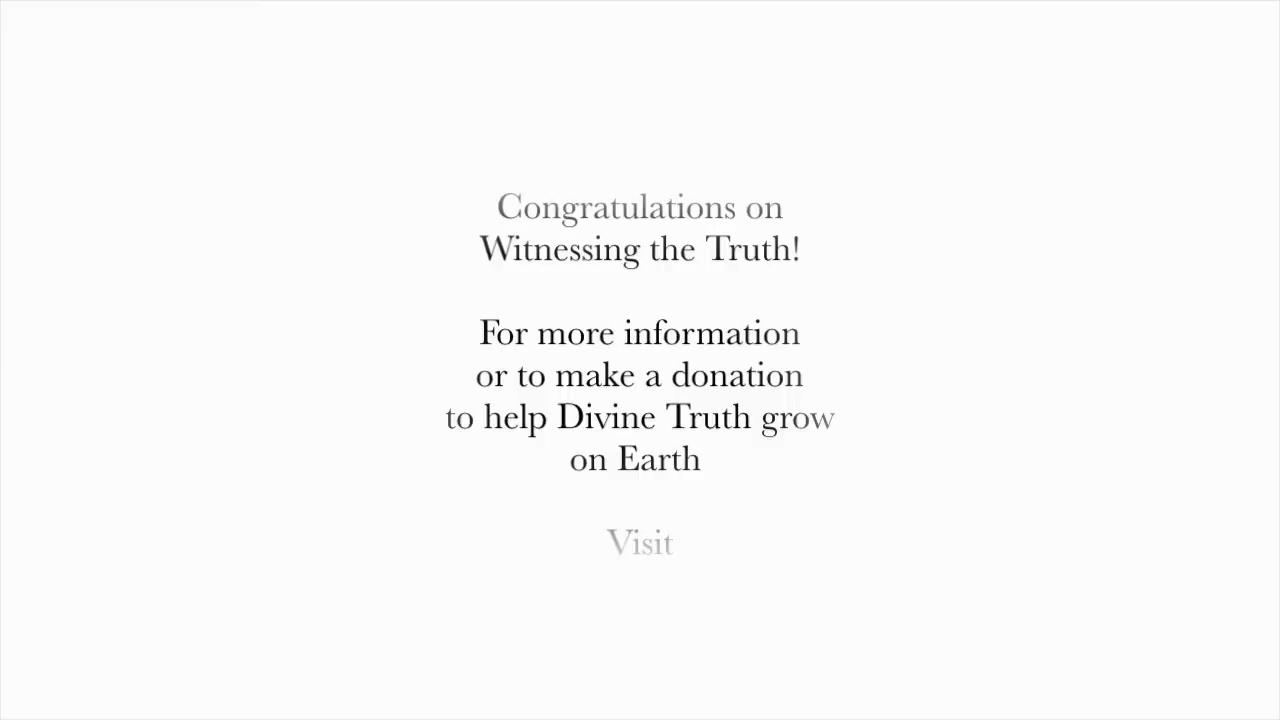 Congratulations on
Witnessing the Truth!
For more information
or to make a donation
to help Divine Truth grow
on Earth
Visit